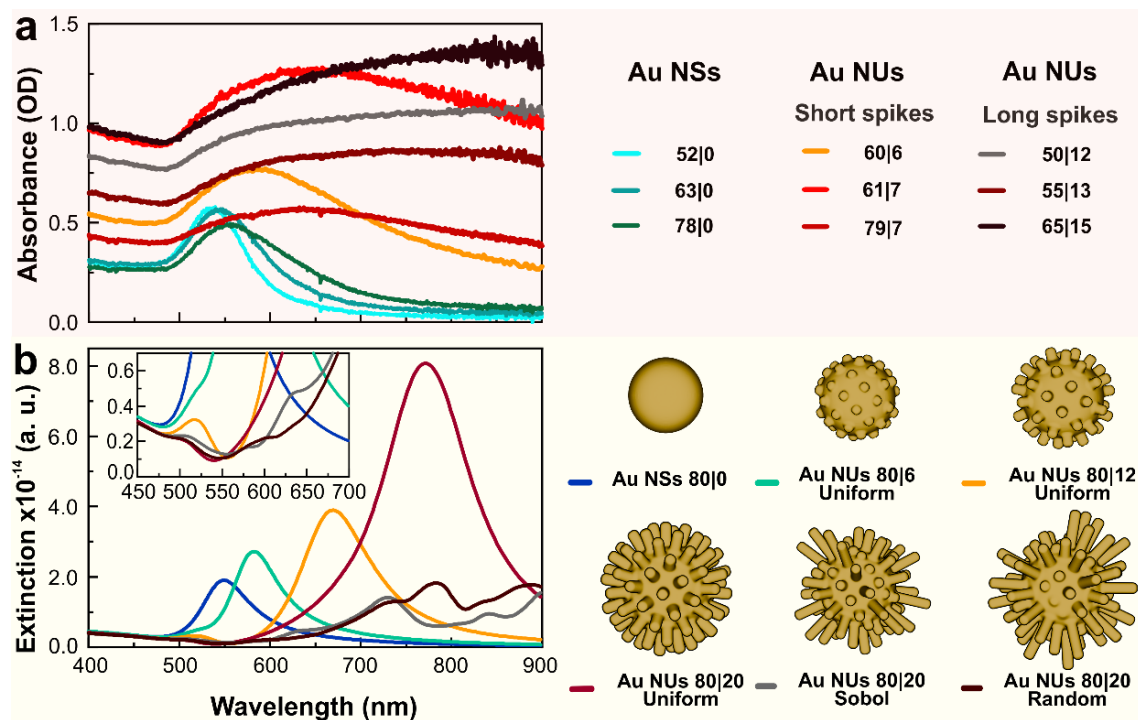 a
Absorbance (OD)
1.5
1.0
0.5
0.0
Au NSs
52|0
63|0
78|0
Au NUs
Short spikes
60|6
61|7
79|7
Au NUs
Long spikes
50|12
55|13
65|15
b
Extinction x10⁻¹⁴ (a. u.)
8.0
6.0
4.0
2.0
0.0
400 500 600 700 800 900
Wavelength (nm)
0.6
0.4
0.2
0.0
450 500 550 600 650 700
Au NSs 80|0
Au NUs 80|6
Uniform
Au NUs 80|12
Uniform
Au NUs 80|20
Uniform
Au NUs 80|20
Sobol
Au NUs 80|20
Random